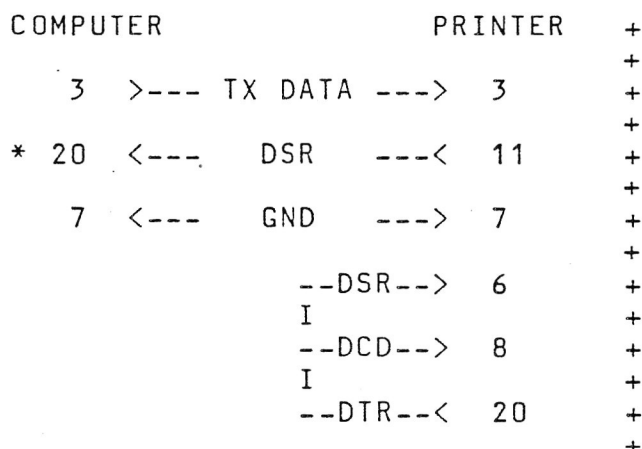 COMPUTER PRINTER +
+
3 >--- TX DATA ---> 3 +
+
* 20 <--- DSR ---< 11 +
+
7 <--- GND ---> 7 +
+
--DSR--> 6 +
I +
--DCD--> 8 +
I +
--DTR--< 20 +
+